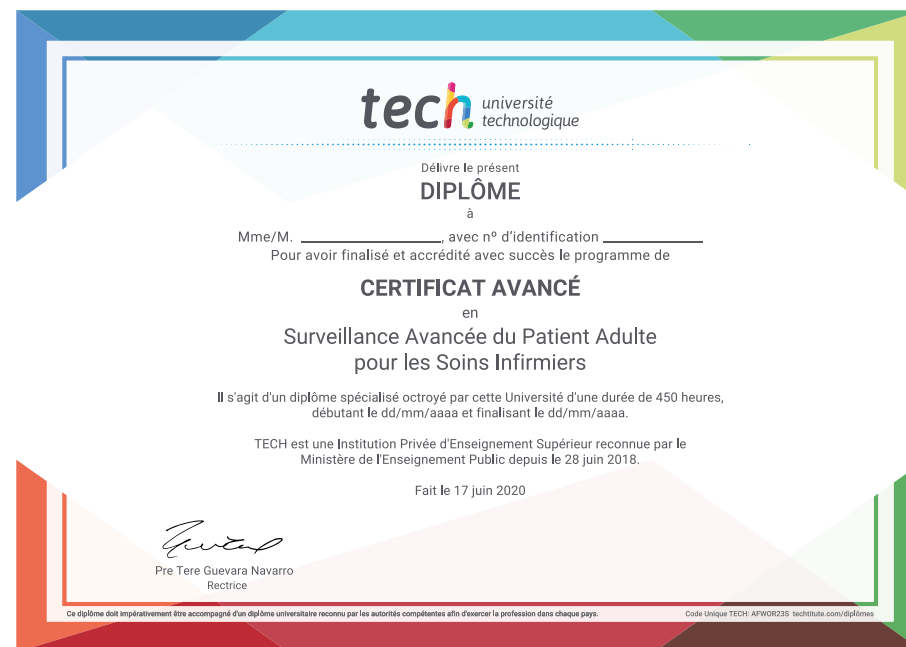 tech université
technologique
Délivre le présent
DIPLÔME
à
Mme/M. ____________________, avec nº d'identification ______________
Pour avoir finalisé et accrédité avec succès le programme de
CERTIFICAT AVANCÉ
en
Surveillance Avancée du Patient Adulte
pour les Soins Infirmiers
Il s'agit d'un diplôme spécialisé octroyé par cette Université d'une durée de 450 heures,
débutant le dd/mm/aaaa et finalisant le dd/mm/aaaa.
TECH est une Institution Privée d'Enseignement Supérieur reconnue par le
Ministère de l'Enseignement Public depuis le 28 juin 2018.
Fait le 17 juin 2020
Pre Tere Guevara Navarro
Rectrice
Ce diplôme doit impérativement être accompagné d'un diplôme universitaire reconnu par les autorités compétentes afin d'exercer la profession dans chaque pays.
Code Unique TECH: AFWOR23S techtitute.com/diplômes